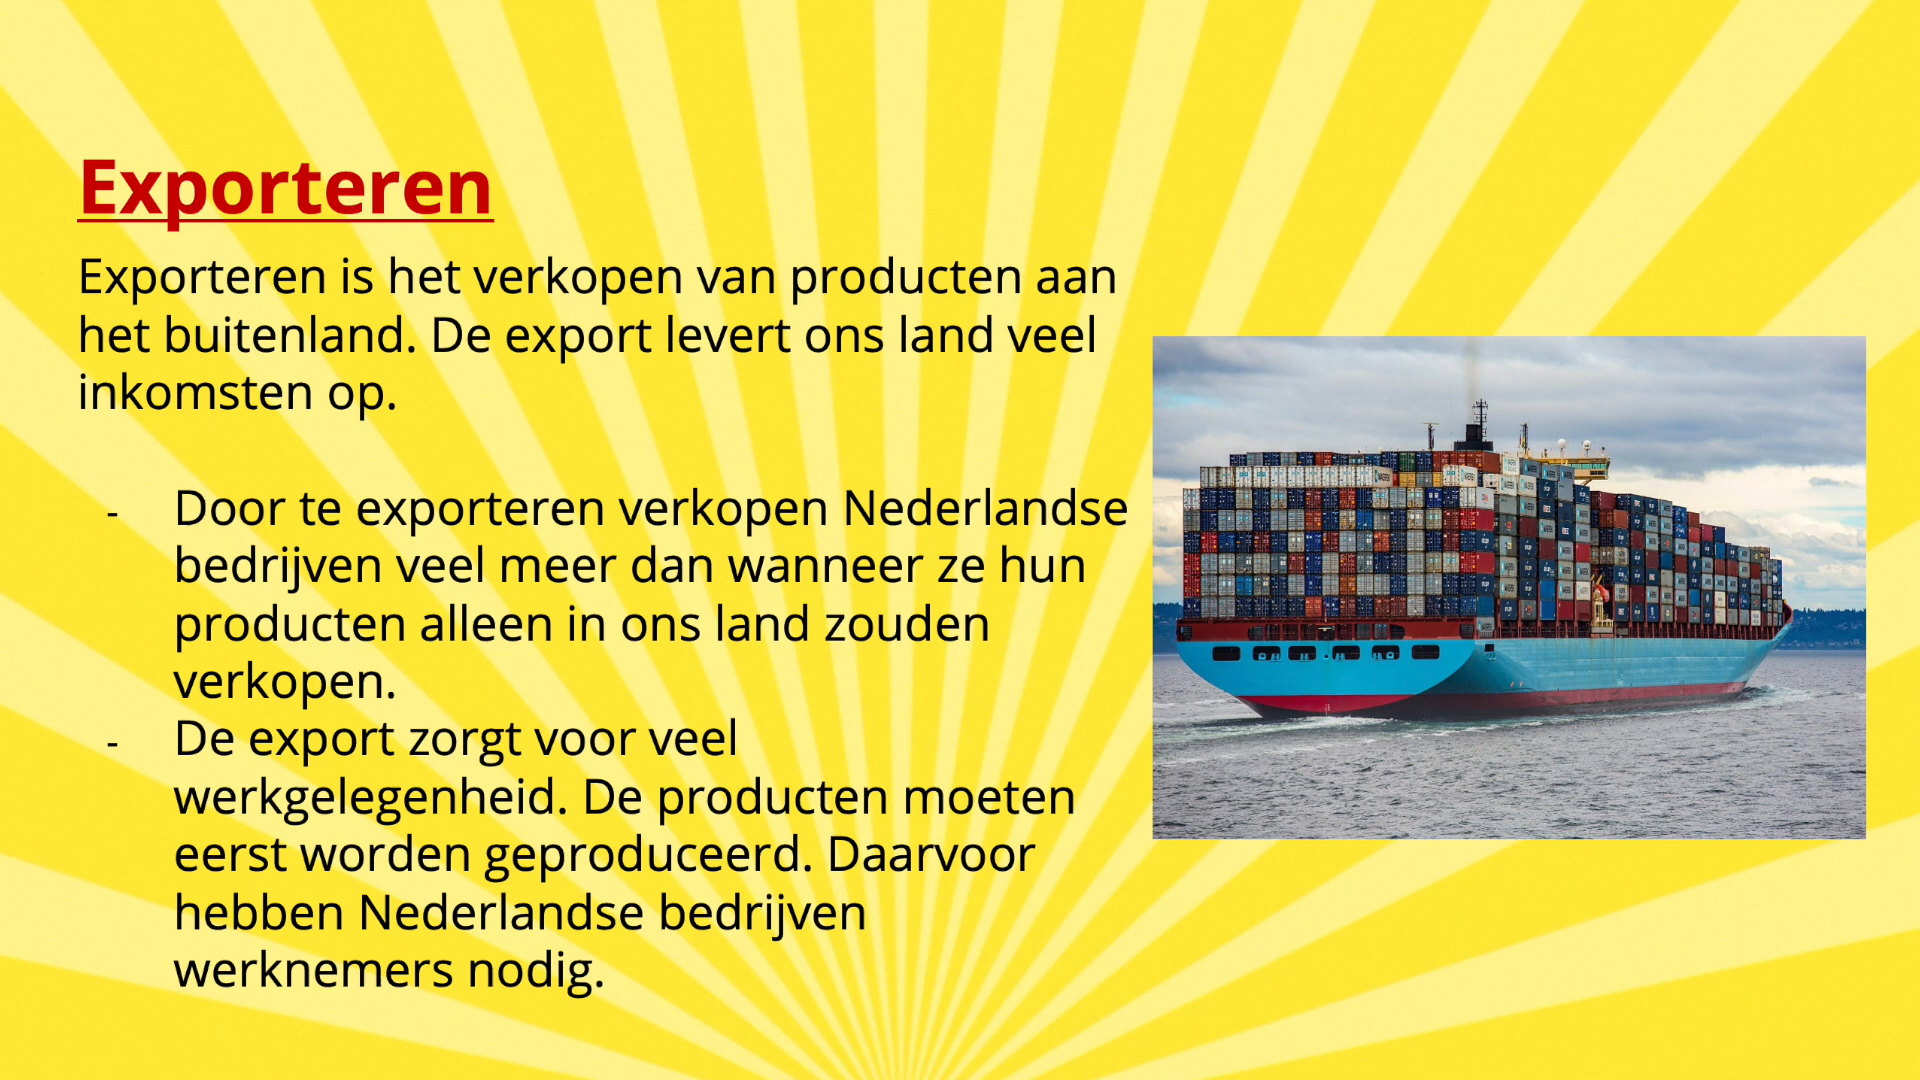 Exporteren
Exporteren is het verkopen van producten aan
het buitenland. De export levert ons land veel
inkomsten op.
- Door te exporteren verkopen Nederlandse
bedrijven veel meer dan wanneer ze hun
producten alleen in ons land zouden
verkopen.
- De export zorgt voor veel
werkgelegenheid. De producten moeten
eerst worden geproduceerd. Daarvoor
hebben Nederlandse bedrijven
werknemers nodig.